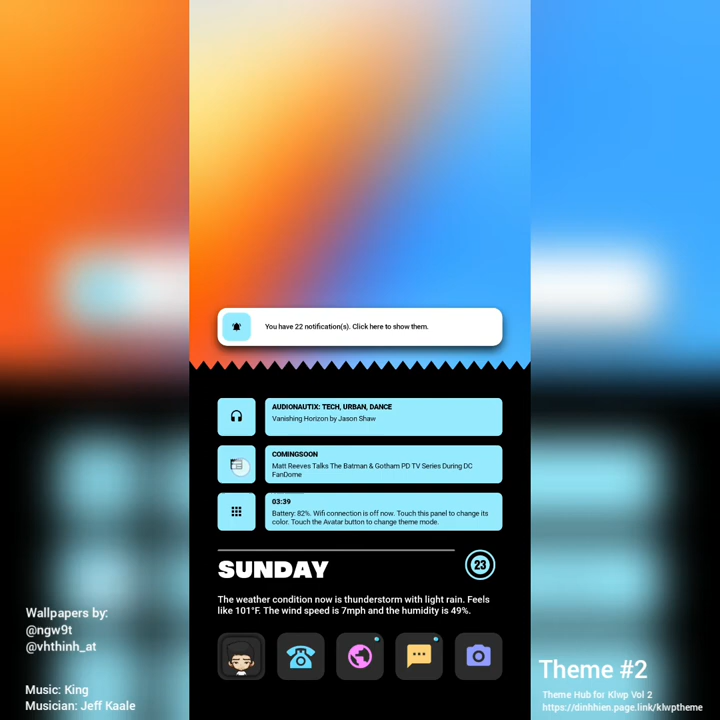 You have 22 notification(s). Click here to show them.
AUDIONAUTIX: TECH, URBAN, DANCE
Vanishing Horizon by Jason Shaw
COMINGSOON
Matt Reeves Talks The Batman & Gotham PD TV Series During DC
FanDome
03:39
Battery: 82%. Wifi connection is off now. Touch this panel to change its
color. Touch the Avatar button to change theme mode.
SUNDAY
23
The weather condition now is thunderstorm with light rain. Feels
like 101°F. The wind speed is 7mph and the humidity is 49%.
Wallpapers by:
@ngw9t
@vhthinh_at
Music: King
Musician: Jeff Kaale
Theme #2
Theme Hub for Klwp Vol 2
https://dinhhien.page.link/klwptheme